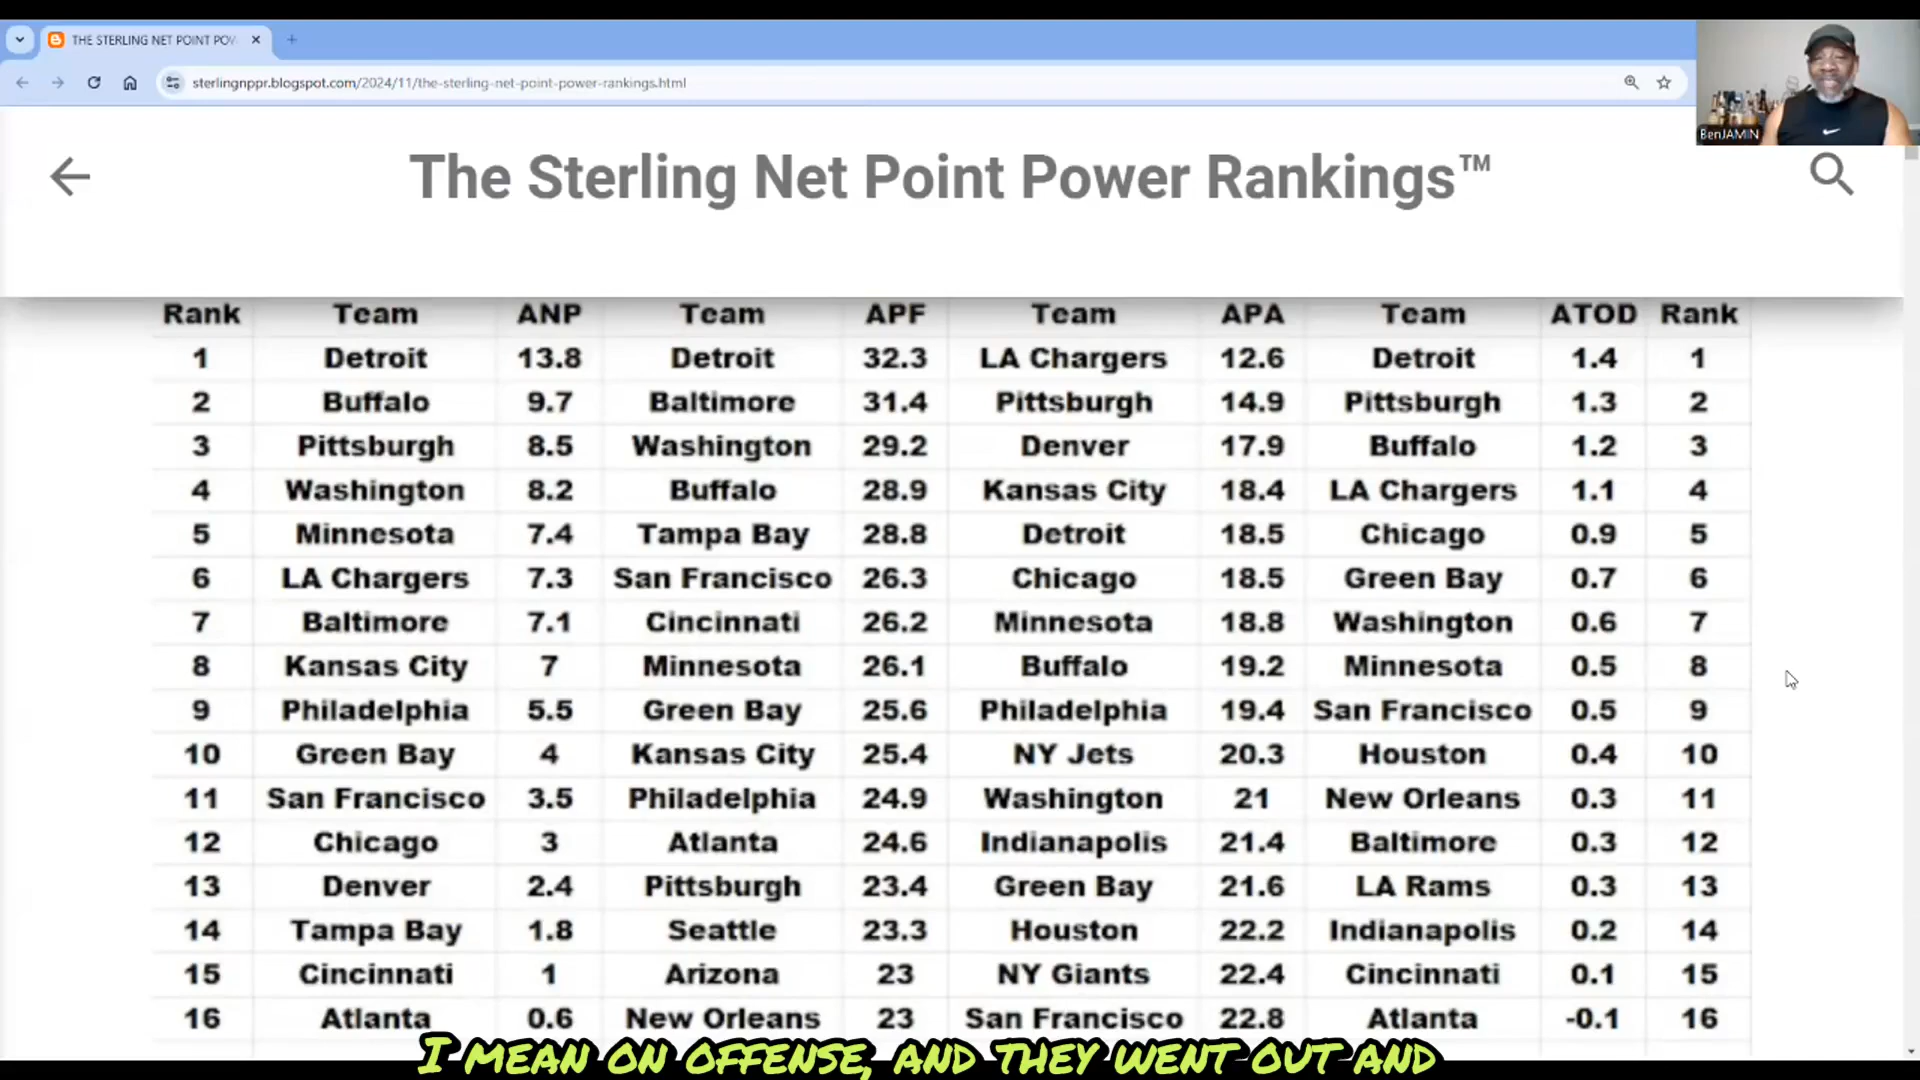 THE STERLING NET POINT POW
sterlingnppr.blogspot.com/2024/11/the-sterling-net-point-power-rankings.html
BenJAMIN
The Sterling Net Point Power Rankings™
Rank Team ANP Team APF Team APA Team ATOD Rank
1 Detroit 13.8 Detroit 32.3 LA Chargers 12.6 Detroit 1.4 1
2 Buffalo 9.7 Baltimore 31.4 Pittsburgh 14.9 Pittsburgh 1.3 2
3 Pittsburgh 8.5 Washington 29.2 Denver 17.9 Buffalo 1.2 3
4 Washington 8.2 Buffalo 28.9 Kansas City 18.4 LA Chargers 1.1 4
5 Minnesota 7.4 Tampa Bay 28.8 Detroit 18.5 Chicago 0.9 5
6 LA Chargers 7.3 San Francisco 26.3 Chicago 18.5 Green Bay 0.7 6
7 Baltimore 7.1 Cincinnati 26.2 Minnesota 18.8 Washington 0.6 7
8 Kansas City 7 Minnesota 26.1 Buffalo 19.2 Minnesota 0.5 8
9 Philadelphia 5.5 Green Bay 25.6 Philadelphia 19.4 San Francisco 0.5 9
10 Green Bay 4 Kansas City 25.4 NY Jets 20.3 Houston 0.4 10
11 San Francisco 3.5 Philadelphia 24.9 Washington 21 New Orleans 0.3 11
12 Chicago 3 Atlanta 24.6 Indianapolis 21.4 Baltimore 0.3 12
13 Denver 2.4 Pittsburgh 23.4 Green Bay 21.6 LA Rams 0.3 13
14 Tampa Bay 1.8 Seattle 23.3 Houston 22.2 Indianapolis 0.2 14
15 Cincinnati 1 Arizona 23 NY Giants 22.4 Cincinnati 0.1 15
16 Atlanta 0.6 New Orleans 23 San Francisco 22.8 Atlanta -0.1 16
I MEAN ON OFFENSE, AND THEY WENT OUT AND